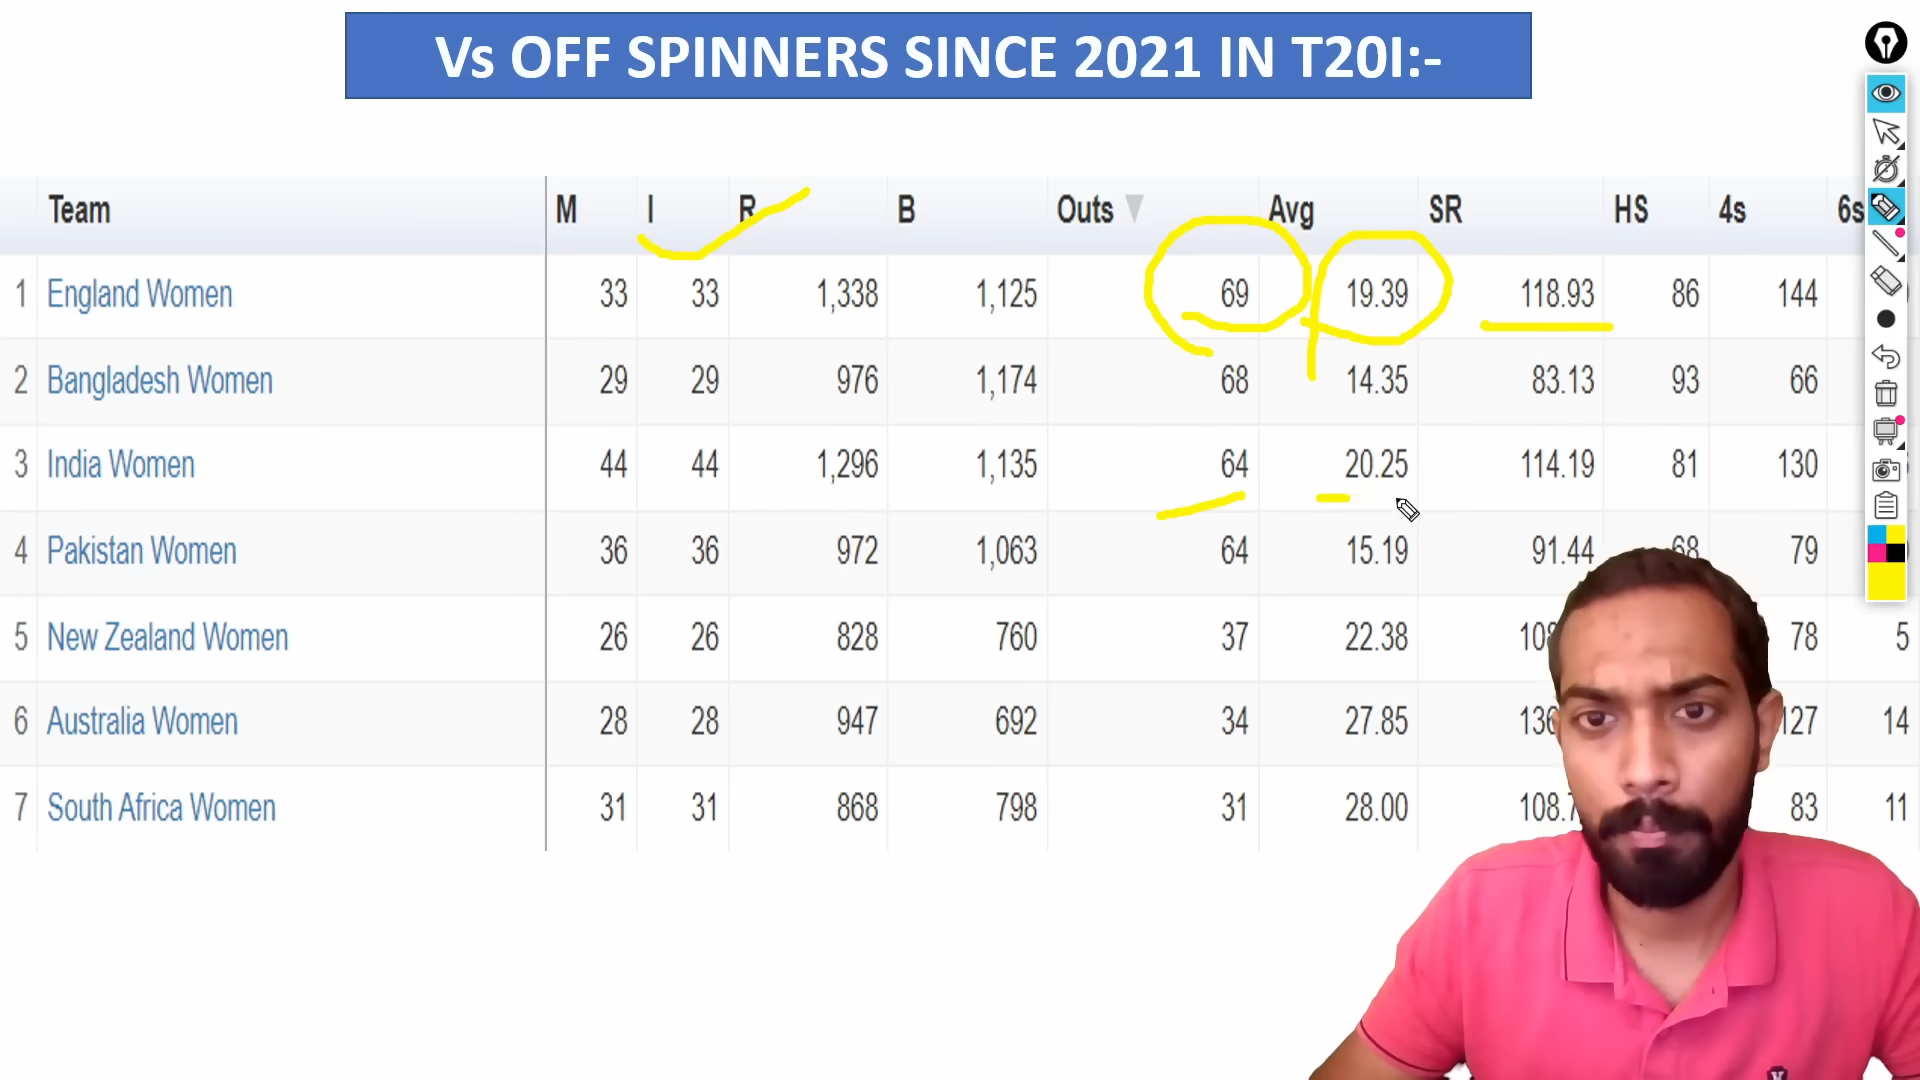 Vs OFF SPINNERS SINCE 2021 IN T20I:-
Team M I R B Outs Avg SR HS 4s 6s
1 England Women 33 33 1,338 1,125 69 19.39 118.93 86 144
2 Bangladesh Women 29 29 976 1,174 68 14.35 83.13 93 66
3 India Women 44 44 1,296 1,135 64 20.25 114.19 81 130
4 Pakistan Women 36 36 972 1,063 64 15.19 91.44 68 79
5 New Zealand Women 26 26 828 760 37 22.38 78 5
6 Australia Women 28 28 947 692 34 27.85 127 14
7 South Africa Women 31 31 868 798 31 28.00 83 11